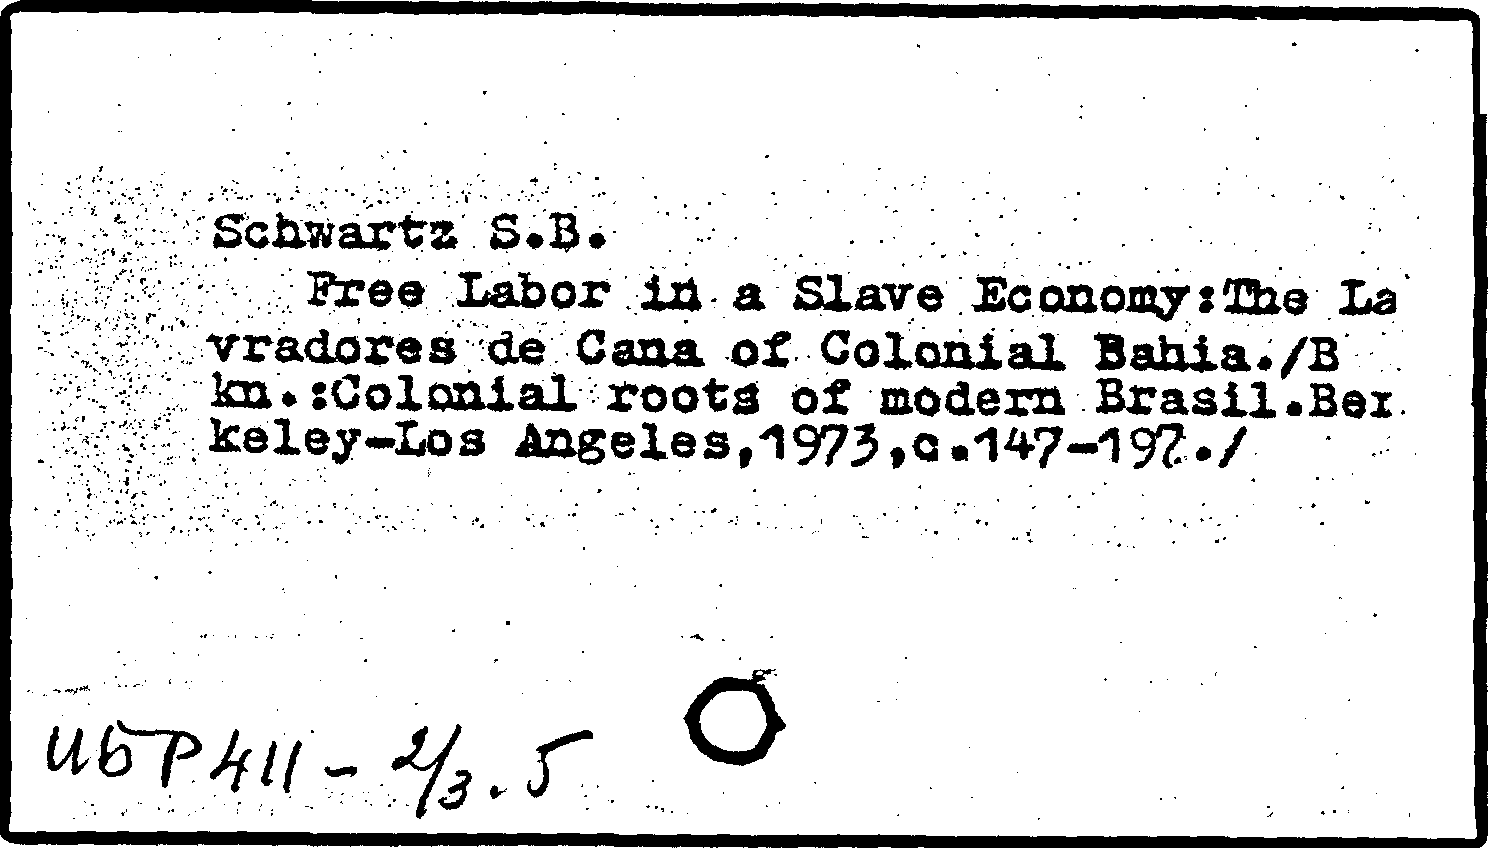 Schwartz S.B.
Free Labor in a Slave Economy:The La
vradores de Cana of Colonial Bahia./B
kn.:Colonial roots of modern Brasil.Ber
keley-Los Angeles,1973,c.147-197./
ИБР411-2/3.5